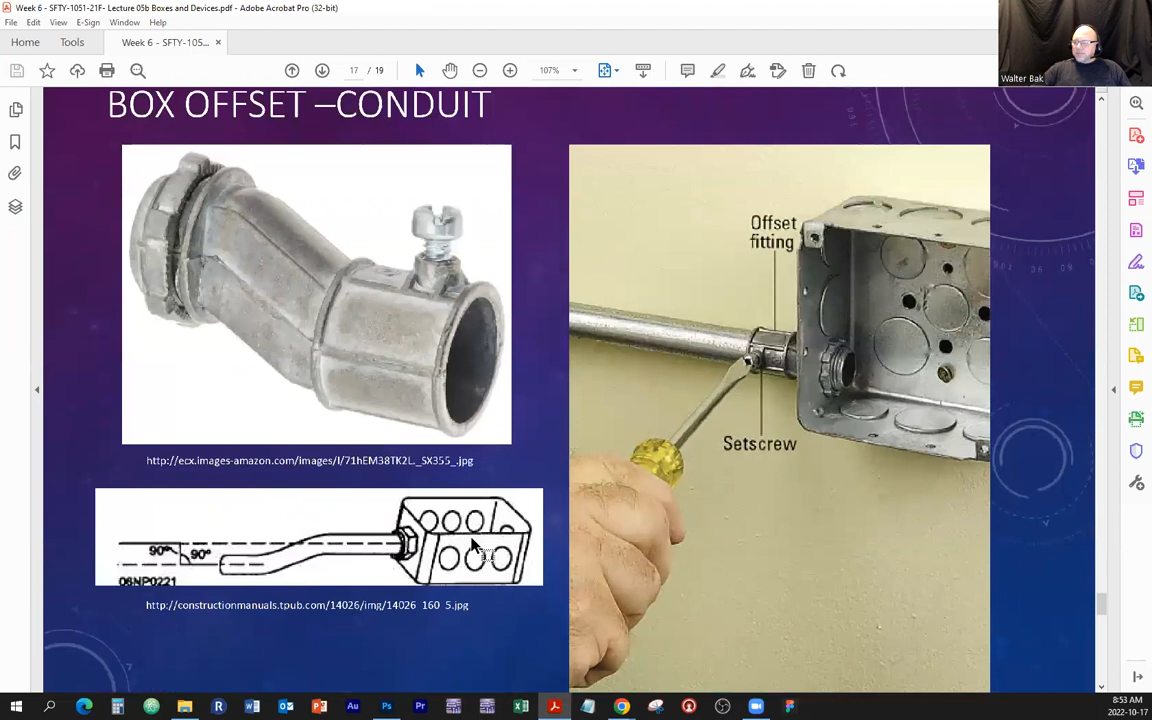 Week 6 - SFTY-1051-21F- Lecture 05b Boxes and Devices.pdf - Adobe Acrobat Pro (32-bit)
File Edit View E-Sign Window Help
Home Tools Week 6 - SFTY-105... ×
17 / 19 107%
Walter Bak
BOX OFFSET –CONDUIT
Offset
fitting
Setscrew
http://ecx.images-amazon.com/images/I/71hEM38TK2L._SX355_.jpg
90° 90°
06NP0221
http://constructionmanuals.tpub.com/14026/img/14026_160_5.jpg
8:53 AM
2022-10-17